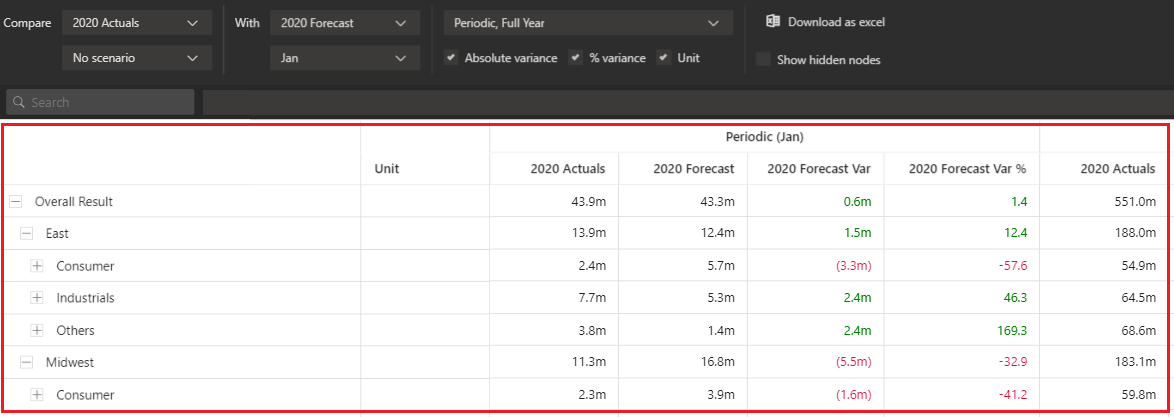 Compare 2020 Actuals With 2020 Forecast Periodic, Full Year Download as excel
No scenario Jan Absolute variance % variance Unit Show hidden nodes
Search
Periodic (Jan)
Unit 2020 Actuals 2020 Forecast 2020 Forecast Var 2020 Forecast Var % 2020 Actuals
Overall Result 43.9m 43.3m 0.6m 1.4 551.0m
East 13.9m 12.4m 1.5m 12.4 188.0m
Consumer 2.4m 5.7m (3.3m) -57.6 54.9m
Industrials 7.7m 5.3m 2.4m 46.3 64.5m
Others 3.8m 1.4m 2.4m 169.3 68.6m
Midwest 11.3m 16.8m (5.5m) -32.9 183.1m
Consumer 2.3m 3.9m (1.6m) -41.2 59.8m